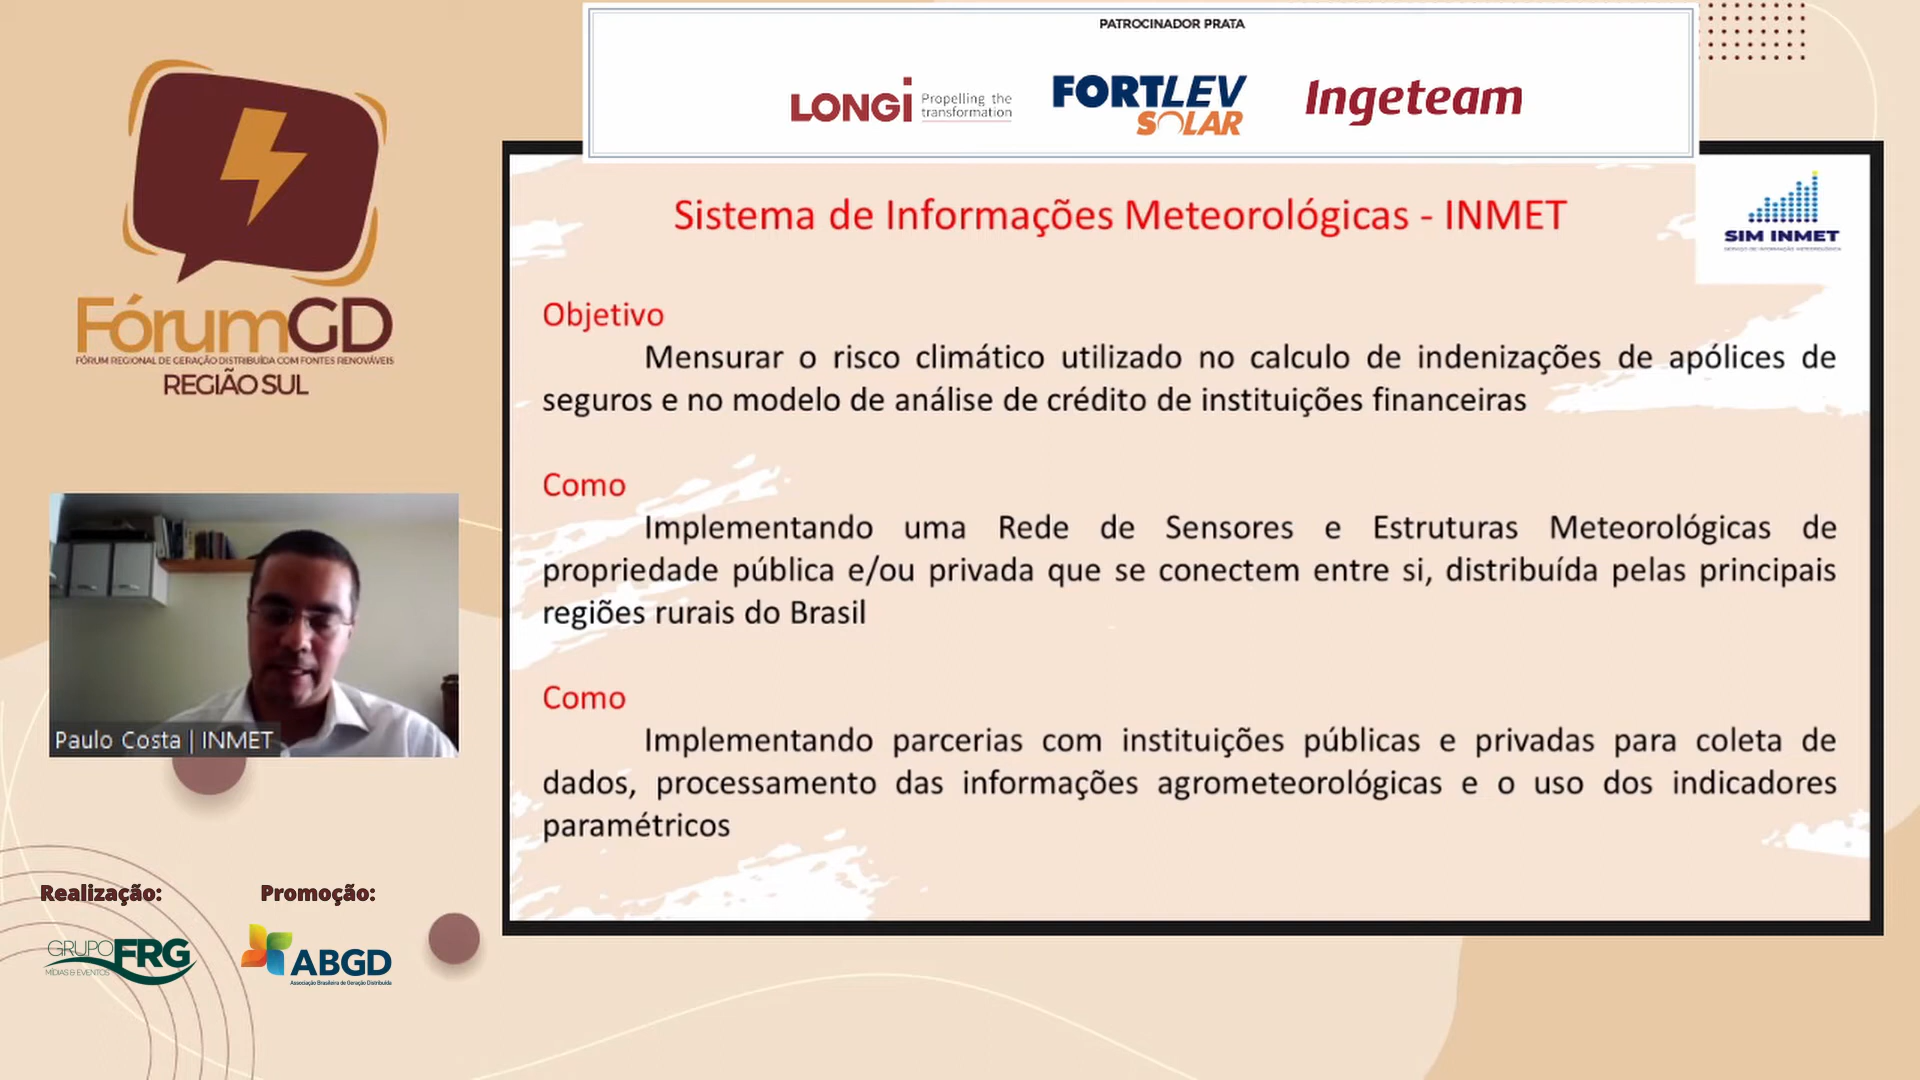 PATROCINADOR PRATA
LONGi Propelling the
transformation
FORTLEV
SOLAR
Ingeteam
FórumGD
FÓRUM REGIONAL DE GERAÇÃO DISTRIBUÍDA COM FONTES RENOVÁVEIS
REGIÃO SUL
Sistema de Informações Meteorológicas - INMET
SIM INMET
SERVIÇO DE INFORMAÇÃO METEOROLÓGICA
Objetivo
Mensurar o risco climático utilizado no calculo de indenizações de apólices de
seguros e no modelo de análise de crédito de instituições financeiras
Como
Implementando uma Rede de Sensores e Estruturas Meteorológicas de
propriedade pública e/ou privada que se conectem entre si, distribuída pelas principais
regiões rurais do Brasil
Como
Implementando parcerias com instituições públicas e privadas para coleta de
dados, processamento das informações agrometeorológicas e o uso dos indicadores
paramétricos
Paulo Costa | INMET
Realização:
GRUPO FRG
MÍDIAS & EVENTOS
Promoção:
ABGD
Associação Brasileira de Geração Distribuída